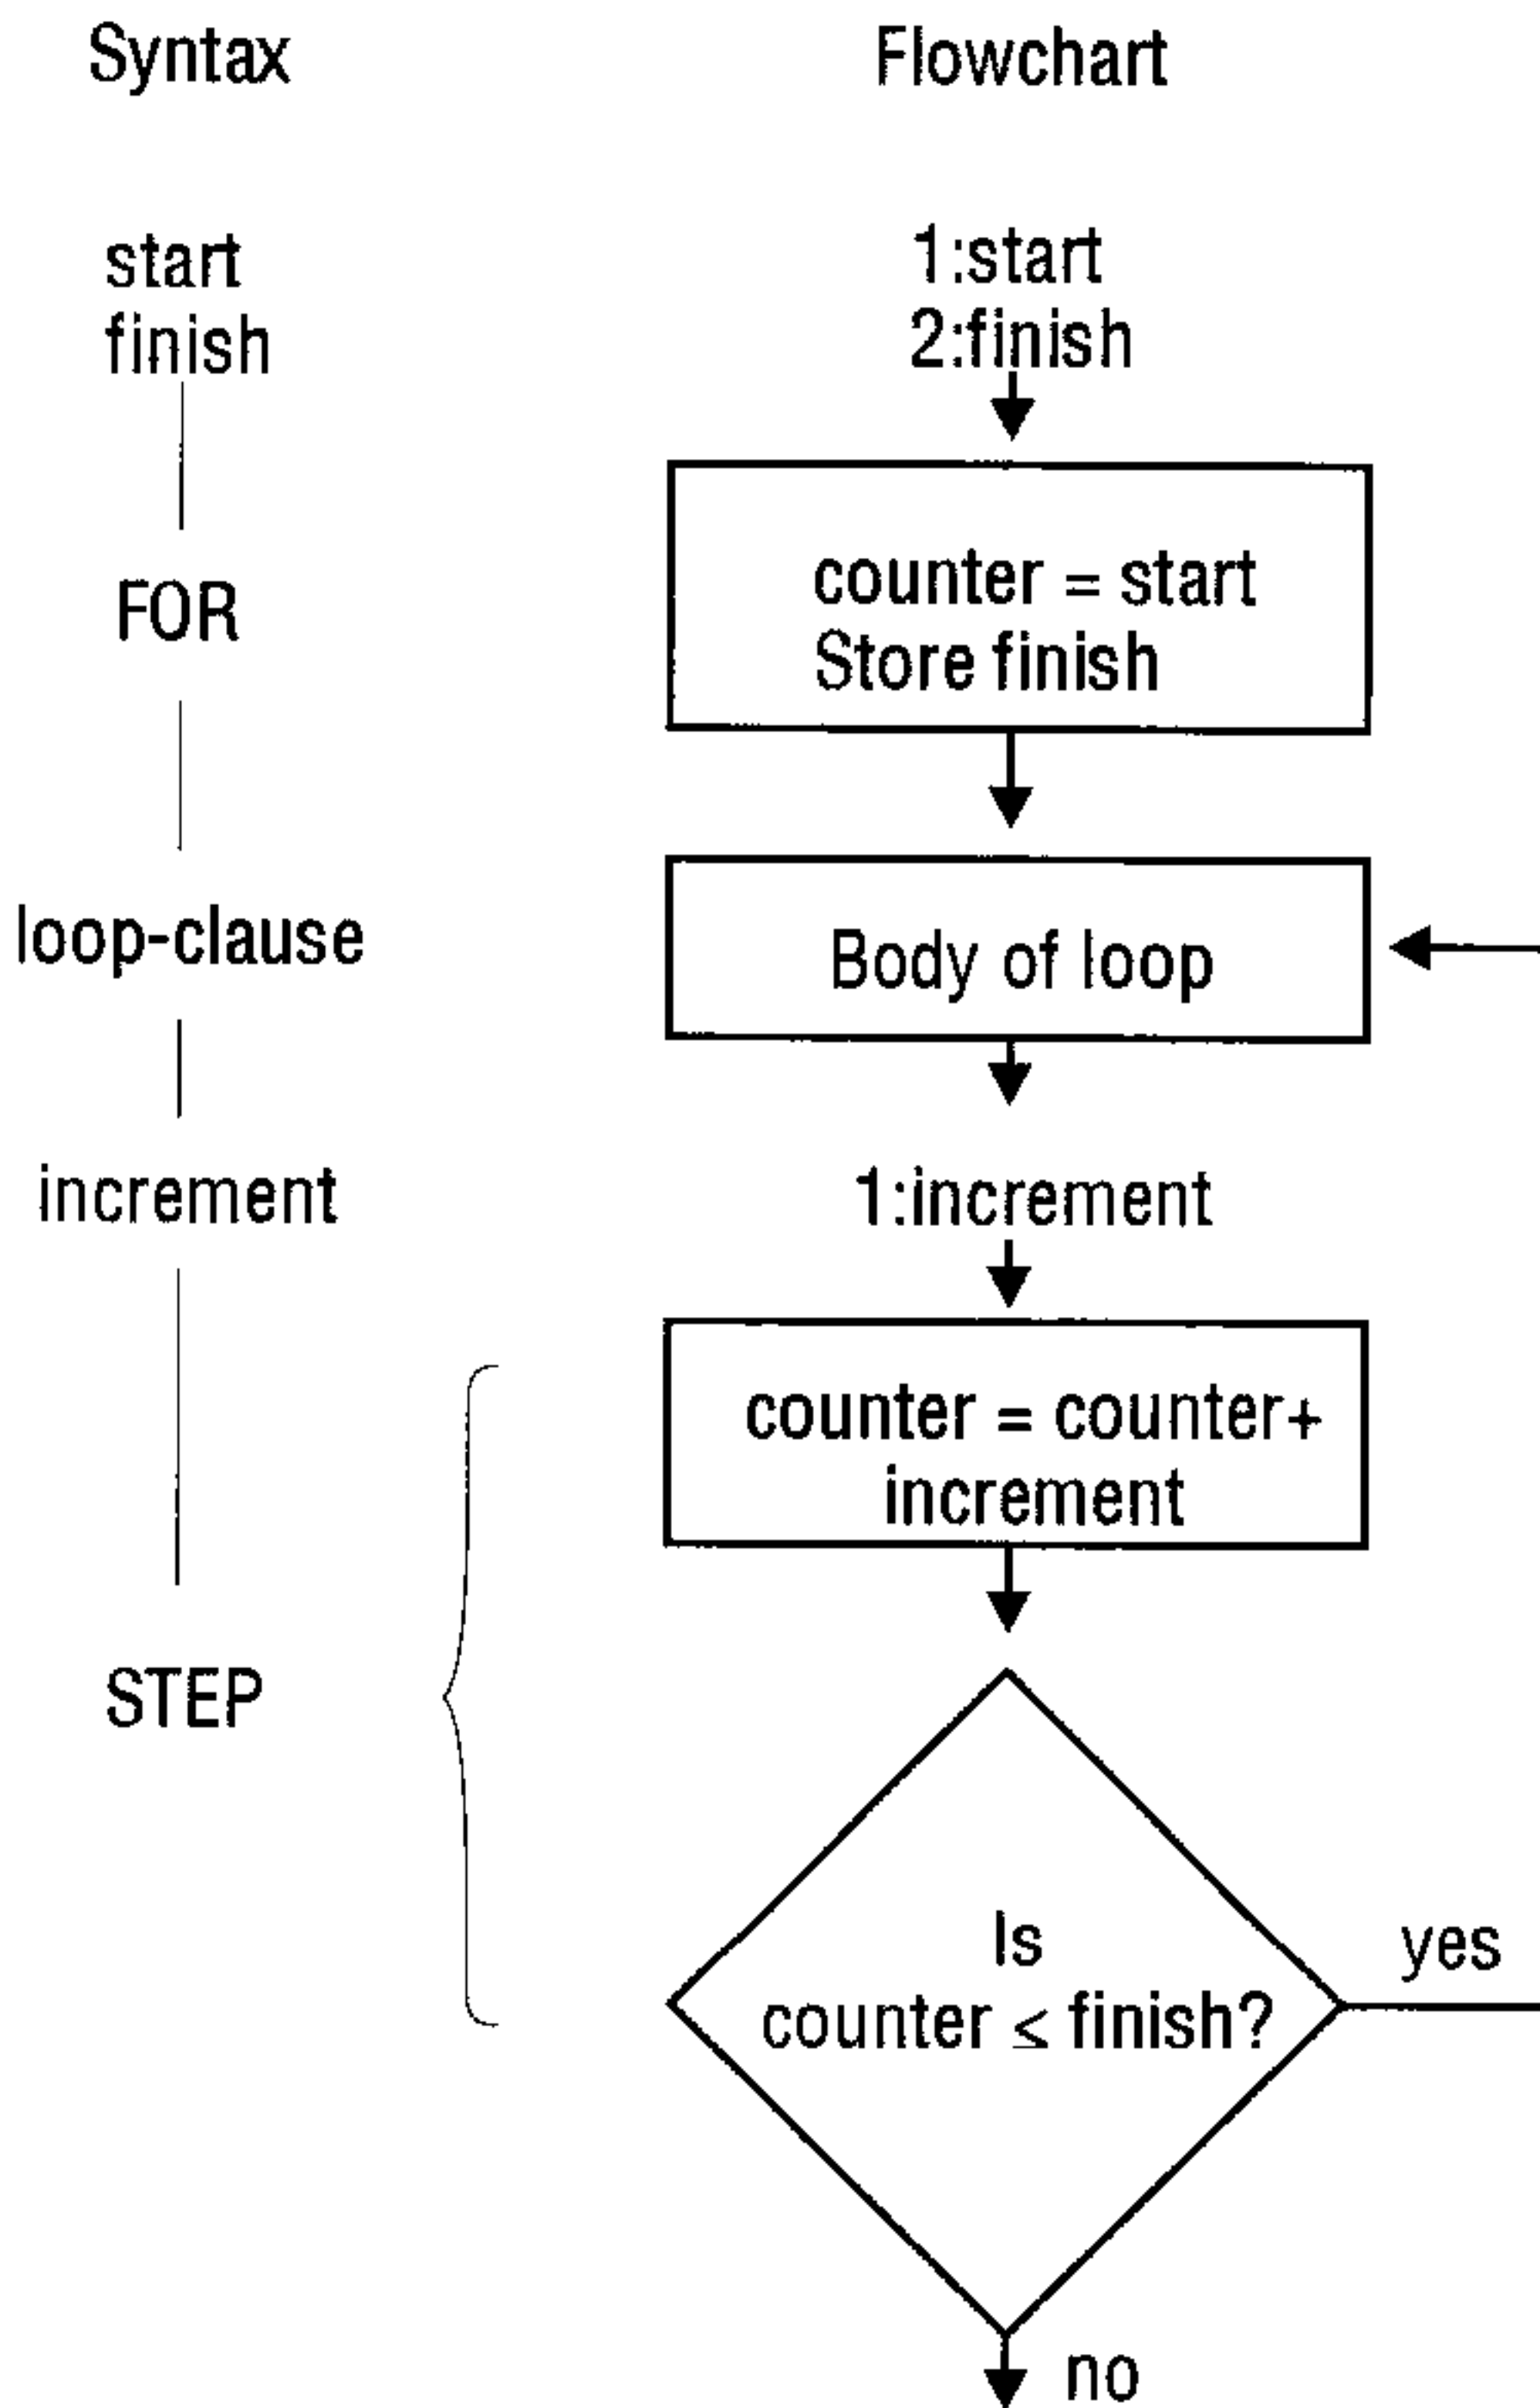 Syntax
Flowchart
start
finish
FOR
loop-clause
increment
STEP
1:start
2:finish
counter = start
Store finish
Body of loop
1:increment
counter = counter+
increment
Is
counter ≤ finish?
yes
no